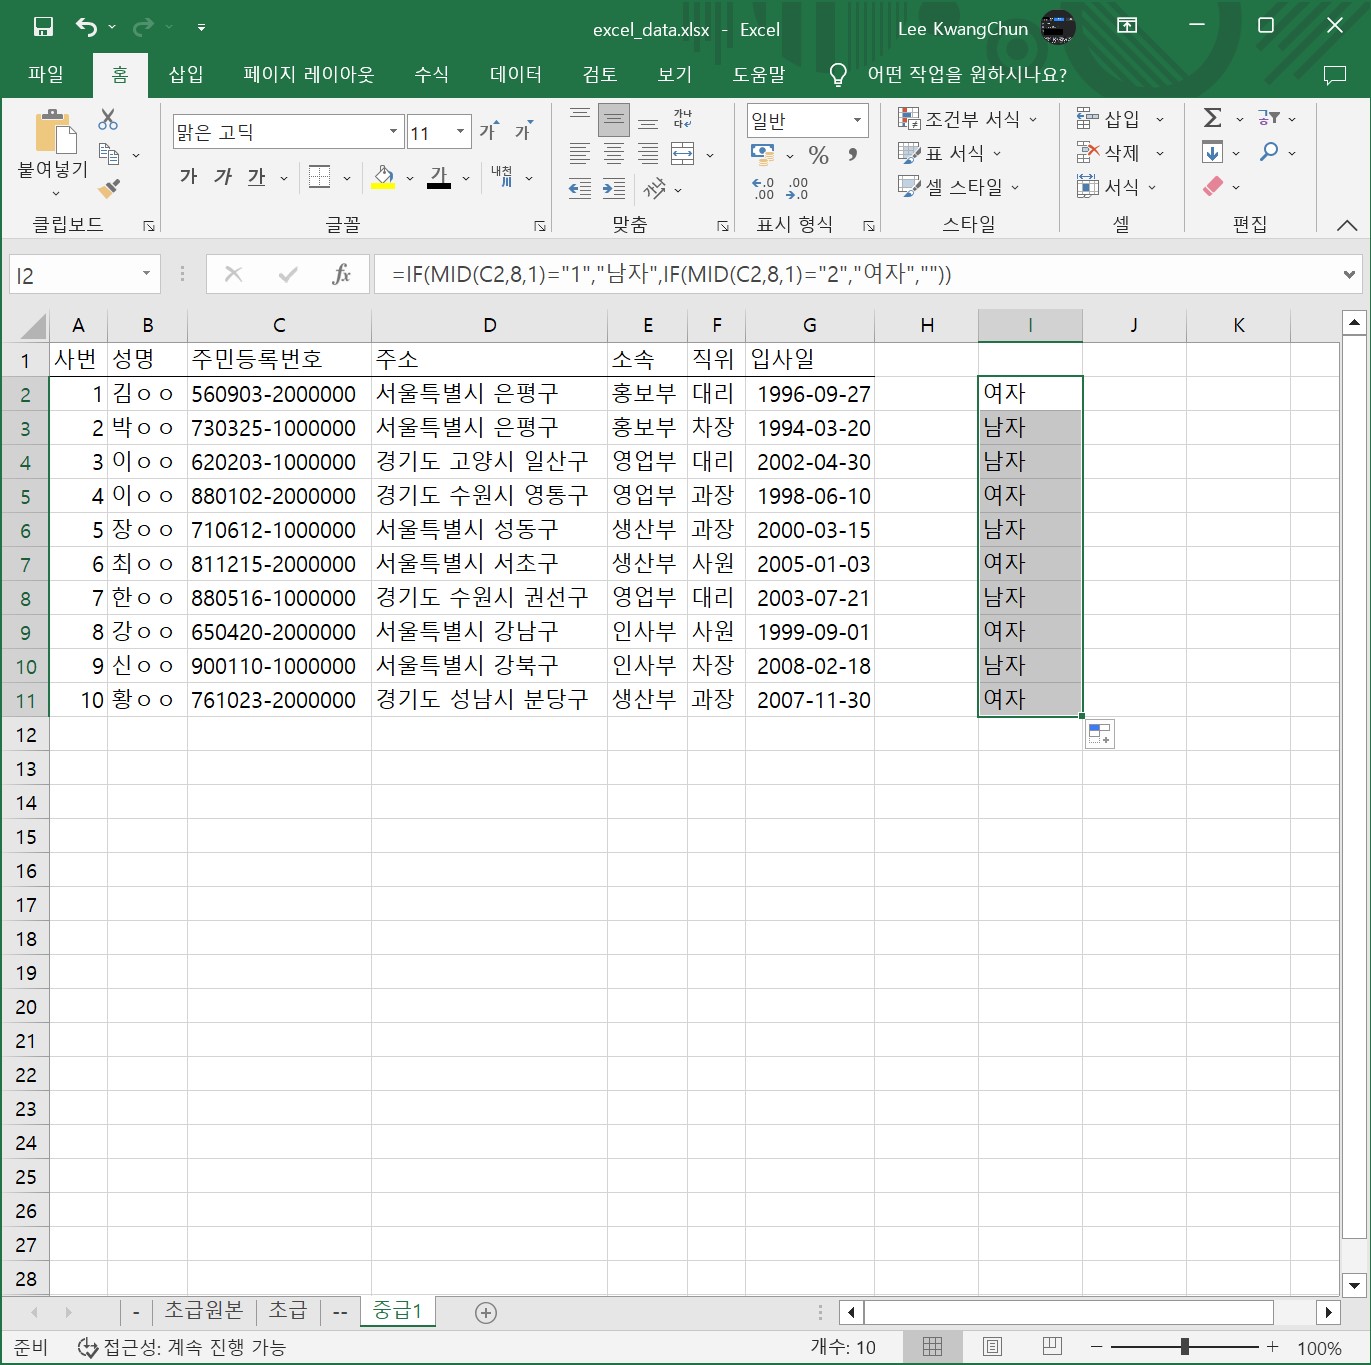 excel_data.xlsx - Excel
Lee KwangChun
파일 홈 삽입 페이지 레이아웃 수식 데이터 검토 보기 도움말 어떤 작업을 원하시나요?
붙여넣기
맑은 고딕 11 가 가
가 가 가 가 내천
가나
다
일반
% 9
.0 .00
.00 .0
조건부 서식
표 서식
셀 스타일
삽입
삭제
서식
Σ
클립보드 글꼴 맞춤 표시 형식 스타일 셀 편집
I2 fx =IF(MID(C2,8,1)="1","남자",IF(MID(C2,8,1)="2","여자",""))
A B C D E F G H I J K
1 사번 성명 주민등록번호 주소 소속 직위 입사일
2 1 김ㅇㅇ 560903-2000000 서울특별시 은평구 홍보부 대리 1996-09-27 여자
3 2 박ㅇㅇ 730325-1000000 서울특별시 은평구 홍보부 차장 1994-03-20 남자
4 3 이ㅇㅇ 620203-1000000 경기도 고양시 일산구 영업부 대리 2002-04-30 남자
5 4 이ㅇㅇ 880102-2000000 경기도 수원시 영통구 영업부 과장 1998-06-10 여자
6 5 장ㅇㅇ 710612-1000000 서울특별시 성동구 생산부 과장 2000-03-15 남자
7 6 최ㅇㅇ 811215-2000000 서울특별시 서초구 생산부 사원 2005-01-03 여자
8 7 한ㅇㅇ 880516-1000000 경기도 수원시 권선구 영업부 대리 2003-07-21 남자
9 8 강ㅇㅇ 650420-2000000 서울특별시 강남구 인사부 사원 1999-09-01 여자
10 9 신ㅇㅇ 900110-1000000 서울특별시 강북구 인사부 차장 2008-02-18 남자
11 10 황ㅇㅇ 761023-2000000 경기도 성남시 분당구 생산부 과장 2007-11-30 여자
12
13
14
15
16
17
18
19
20
21
22
23
24
25
26
27
28
- 초급원본 초급 -- 중급1
준비 접근성: 계속 진행 가능 개수: 10 100%